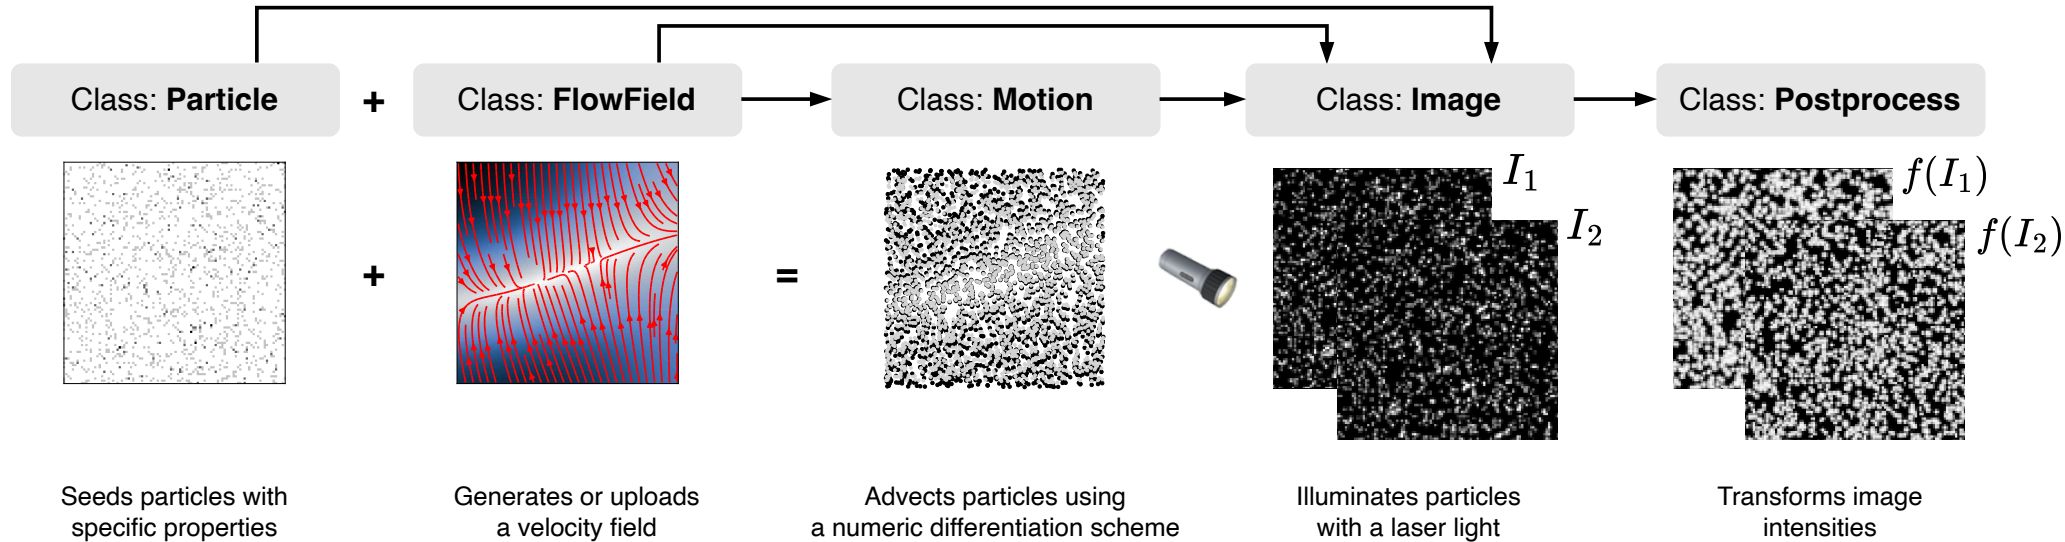 Class: Particle
+
Class: FlowField
Class: Motion
Class: Image
Class: Postprocess
+
=
I₁
I₂
f(I₁)
f(I₂)
Seeds particles with
specific properties
Generates or uploads
a velocity field
Advects particles using
a numeric differentiation scheme
Illuminates particles
with a laser light
Transforms image
intensities